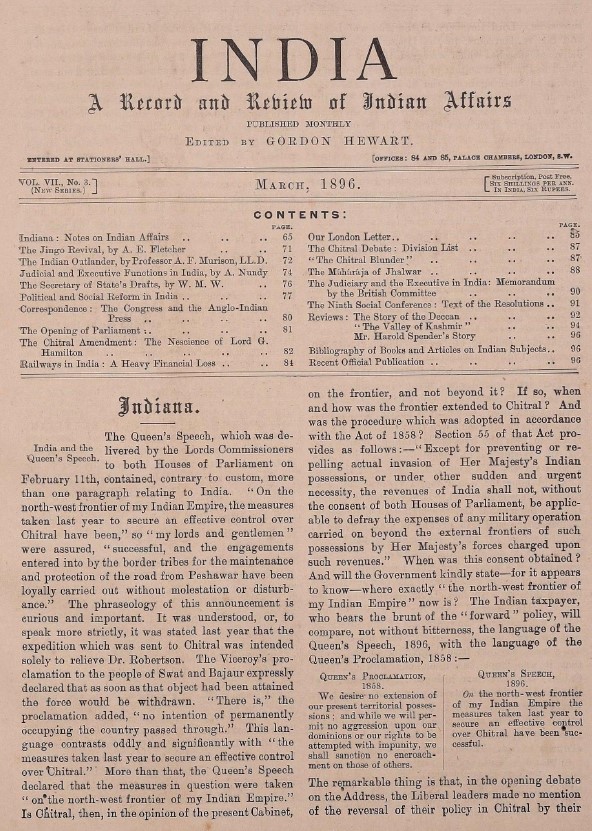 INDIA
A Record and Review of Indian Affairs
PUBLISHED MONTHLY
EDITED BY GORDON HEWART.
ENTERED AT STATIONERS' HALL.]
[OFFICES: 84 AND 85, PALACE CHAMBERS, LONDON, S.W.
VOL. VII., No. 3.
(NEW SERIES.)
]
MARCH, 1896.
[
Subscription, Post Free,
SIX SHILLINGS PER ANN.
IN INDIA, SIX RUPEES.
CONTENTS:
PAGE.
Indiana: Notes on Indian Affairs .. .. .. 65
The Jingo Revival, by A. E. Fletcher .. .. 71
The Indian Outlander, by Professor A. F. Murison, LL.D. 72
Judicial and Executive Functions in India, by A. Nundy 74
The Secretary of State's Drafts, by W. M. W. .. 76
Political and Social Reform in India .. .. .. 77
Correspondence: The Congress and the Anglo-Indian
Press .. .. .. .. .. .. 80
The Opening of Parliament :. .. .. .. 81
The Chitral Amendment: The Nescience of Lord G.
Hamilton .. .. .. .. .. .. 82
Railways in India: A Heavy Financial Loss .. .. 84
PAGE.
Our London Letter.. .. .. .. .. .. 85
The Chitral Debate: Division List .. .. .. 87
"The Chitral Blunder" .. .. .. .. 87
The Maháraja of Jhalwar .. .. .. .. 88
The Judiciary and the Executive in India: Memorandum
by the British Committee .. .. .. .. 90
The Ninth Social Conference: Text of the Resolutions .. 91
Reviews: The Story of the Deccan .. .. .. 92
"The Valley of Kashmir" .. .. .. 94
Mr. Harold Spender's Story .. .. 96
Bibliography of Books and Articles on Indian Subjects.. 96
Recent Official Publication .. .. .. .. 96
Indiana.
India and the
Queen's Speech.
The Queen's Speech, which was de-
livered by the Lords Commissioners
to both Houses of Parliament on
February 11th, contained, contrary to custom, more
than one paragraph relating to India. "On the
north-west frontier of my Indian Empire, the measures
taken last year to secure an effective control over
Chitral have been," so "my lords and gentlemen"
were assured, "successful, and the engagements
entered into by the border tribes for the maintenance
and protection of the road from Peshawar have been
loyally carried out without molestation or disturb-
ance." The phraseology of this announcement is
curious and important. It was understood, or, to
speak more strictly, it was stated last year that the
expedition which was sent to Chitral was intended
solely to relieve Dr. Robertson. The Viceroy's pro-
clamation to the people of Swat and Bajaur expressly
declared that as soon as that object had been attained
the force would be withdrawn. "There is," the
proclamation added, "no intention of permanently
occupying the country passed through." This lan-
guage contrasts oddly and significantly with "the
measures taken last year to secure an effective control
over Chitral." More than that, the Queen's Speech
declared that the measures in question were taken
"on the north-west frontier of my Indian Empire."
Is Chitral, then, in the opinion of the present Cabinet,
on the frontier, and not beyond it? If so, when
and how was the frontier extended to Chitral? And
was the procedure which was adopted in accordance
with the Act of 1858? Section 55 of that Act pro-
vides as follows:—"Except for preventing or re-
pelling actual invasion of Her Majesty's Indian
possessions, or under other sudden and urgent
necessity, the revenues of India shall not, without
the consent of both Houses of Parliament, be applic-
able to defray the expenses of any military operation
carried on beyond the external frontiers of such
possessions by Her Majesty's forces charged upon
such revenues." When was this consent obtained?
And will the Government kindly state—for it appears
to know—where exactly "the north-west frontier of
my Indian Empire" now is? The Indian taxpayer,
who bears the brunt of the "forward" policy, will
compare, not without bitterness, the language of the
Queen's Speech, 1896, with the language of the
Queen's Proclamation, 1858:—
QUEEN'S PROCLAMATION,
1858.
We desire no extension of
our present territorial posses-
sions; and while we will per-
mit no aggression upon our
dominions or our rights to be
attempted with impunity, we
shall sanction no encroach-
ment on those of others.
QUEEN'S SPEECH,
1896.
On the north-west frontier
of my Indian Empire the
measures taken last year to
secure an effective control
over Chitral have been suc-
cessful.
The remarkable thing is that, in the opening debate
on the Address, the Liberal leaders made no mention
of the reversal of their policy in Chitral by their